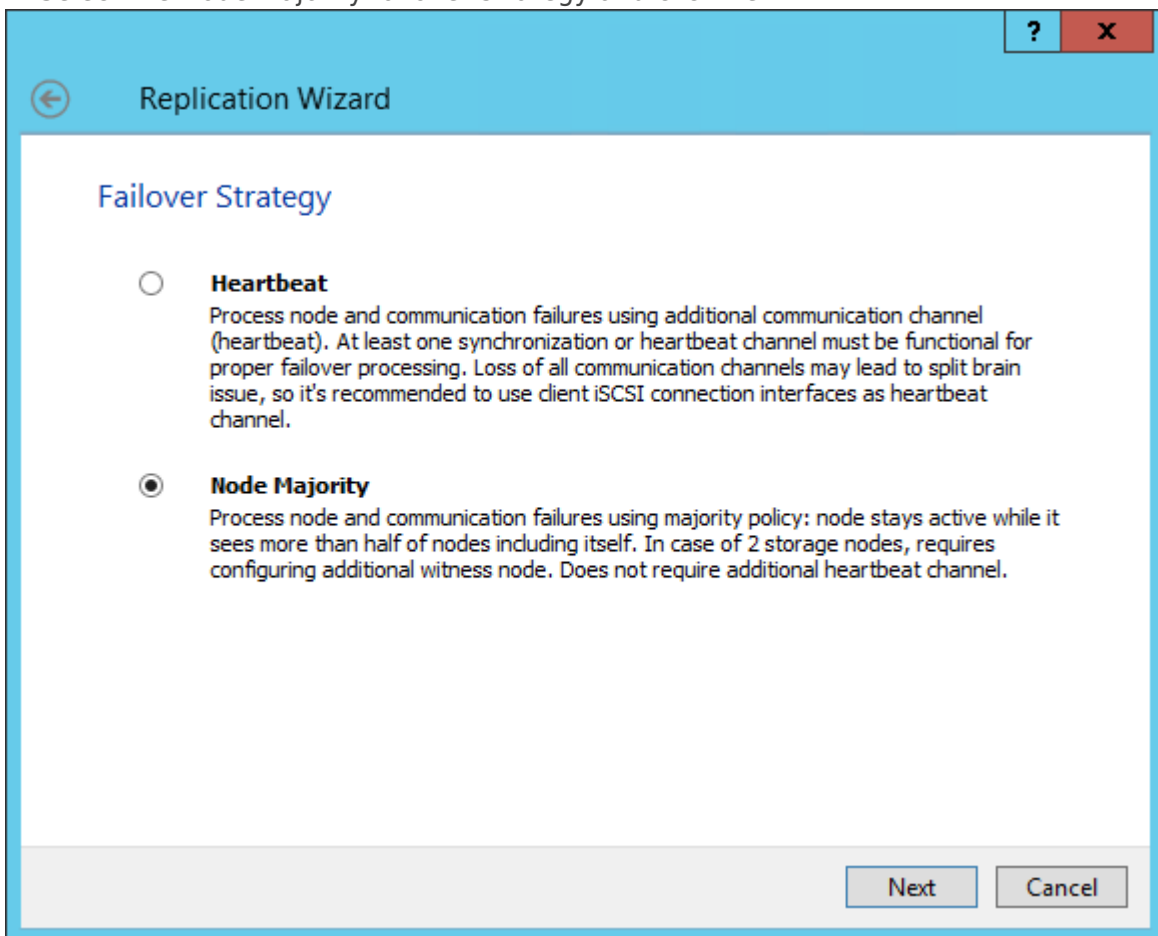 ?
x
Replication Wizard
Failover Strategy
Heartbeat
Process node and communication failures using additional communication channel
(heartbeat). At least one synchronization or heartbeat channel must be functional for
proper failover processing. Loss of all communication channels may lead to split brain
issue, so it's recommended to use client iSCSI connection interfaces as heartbeat
channel.
Node Majority
Process node and communication failures using majority policy: node stays active while it
sees more than half of nodes including itself. In case of 2 storage nodes, requires
configuring additional witness node. Does not require additional heartbeat channel.
Next
Cancel